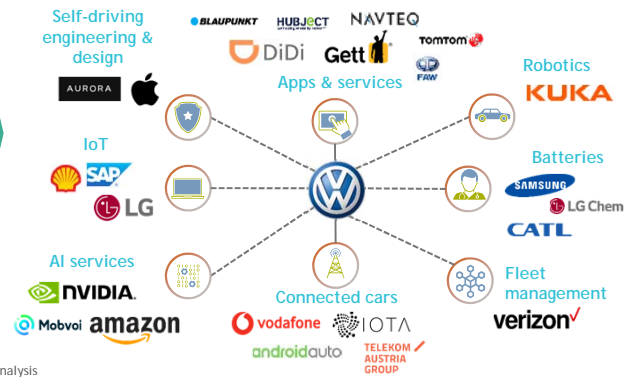 Self-driving
engineering &
design
AURORA
BLAUPUNKT
HUBJECT
NAVTEQ
DiDi
Gett
TOMTOM
FAW
Apps & services
Robotics
KUKA
IoT
SAP
LG
Batteries
SAMSUNG
LG Chem
CATL
AI services
NVIDIA.
Mobvoi
amazon
Connected cars
vodafone
IOTA
androidauto
TELEKOM
AUSTRIA
GROUP
Fleet
management
verizon✓
nalysis